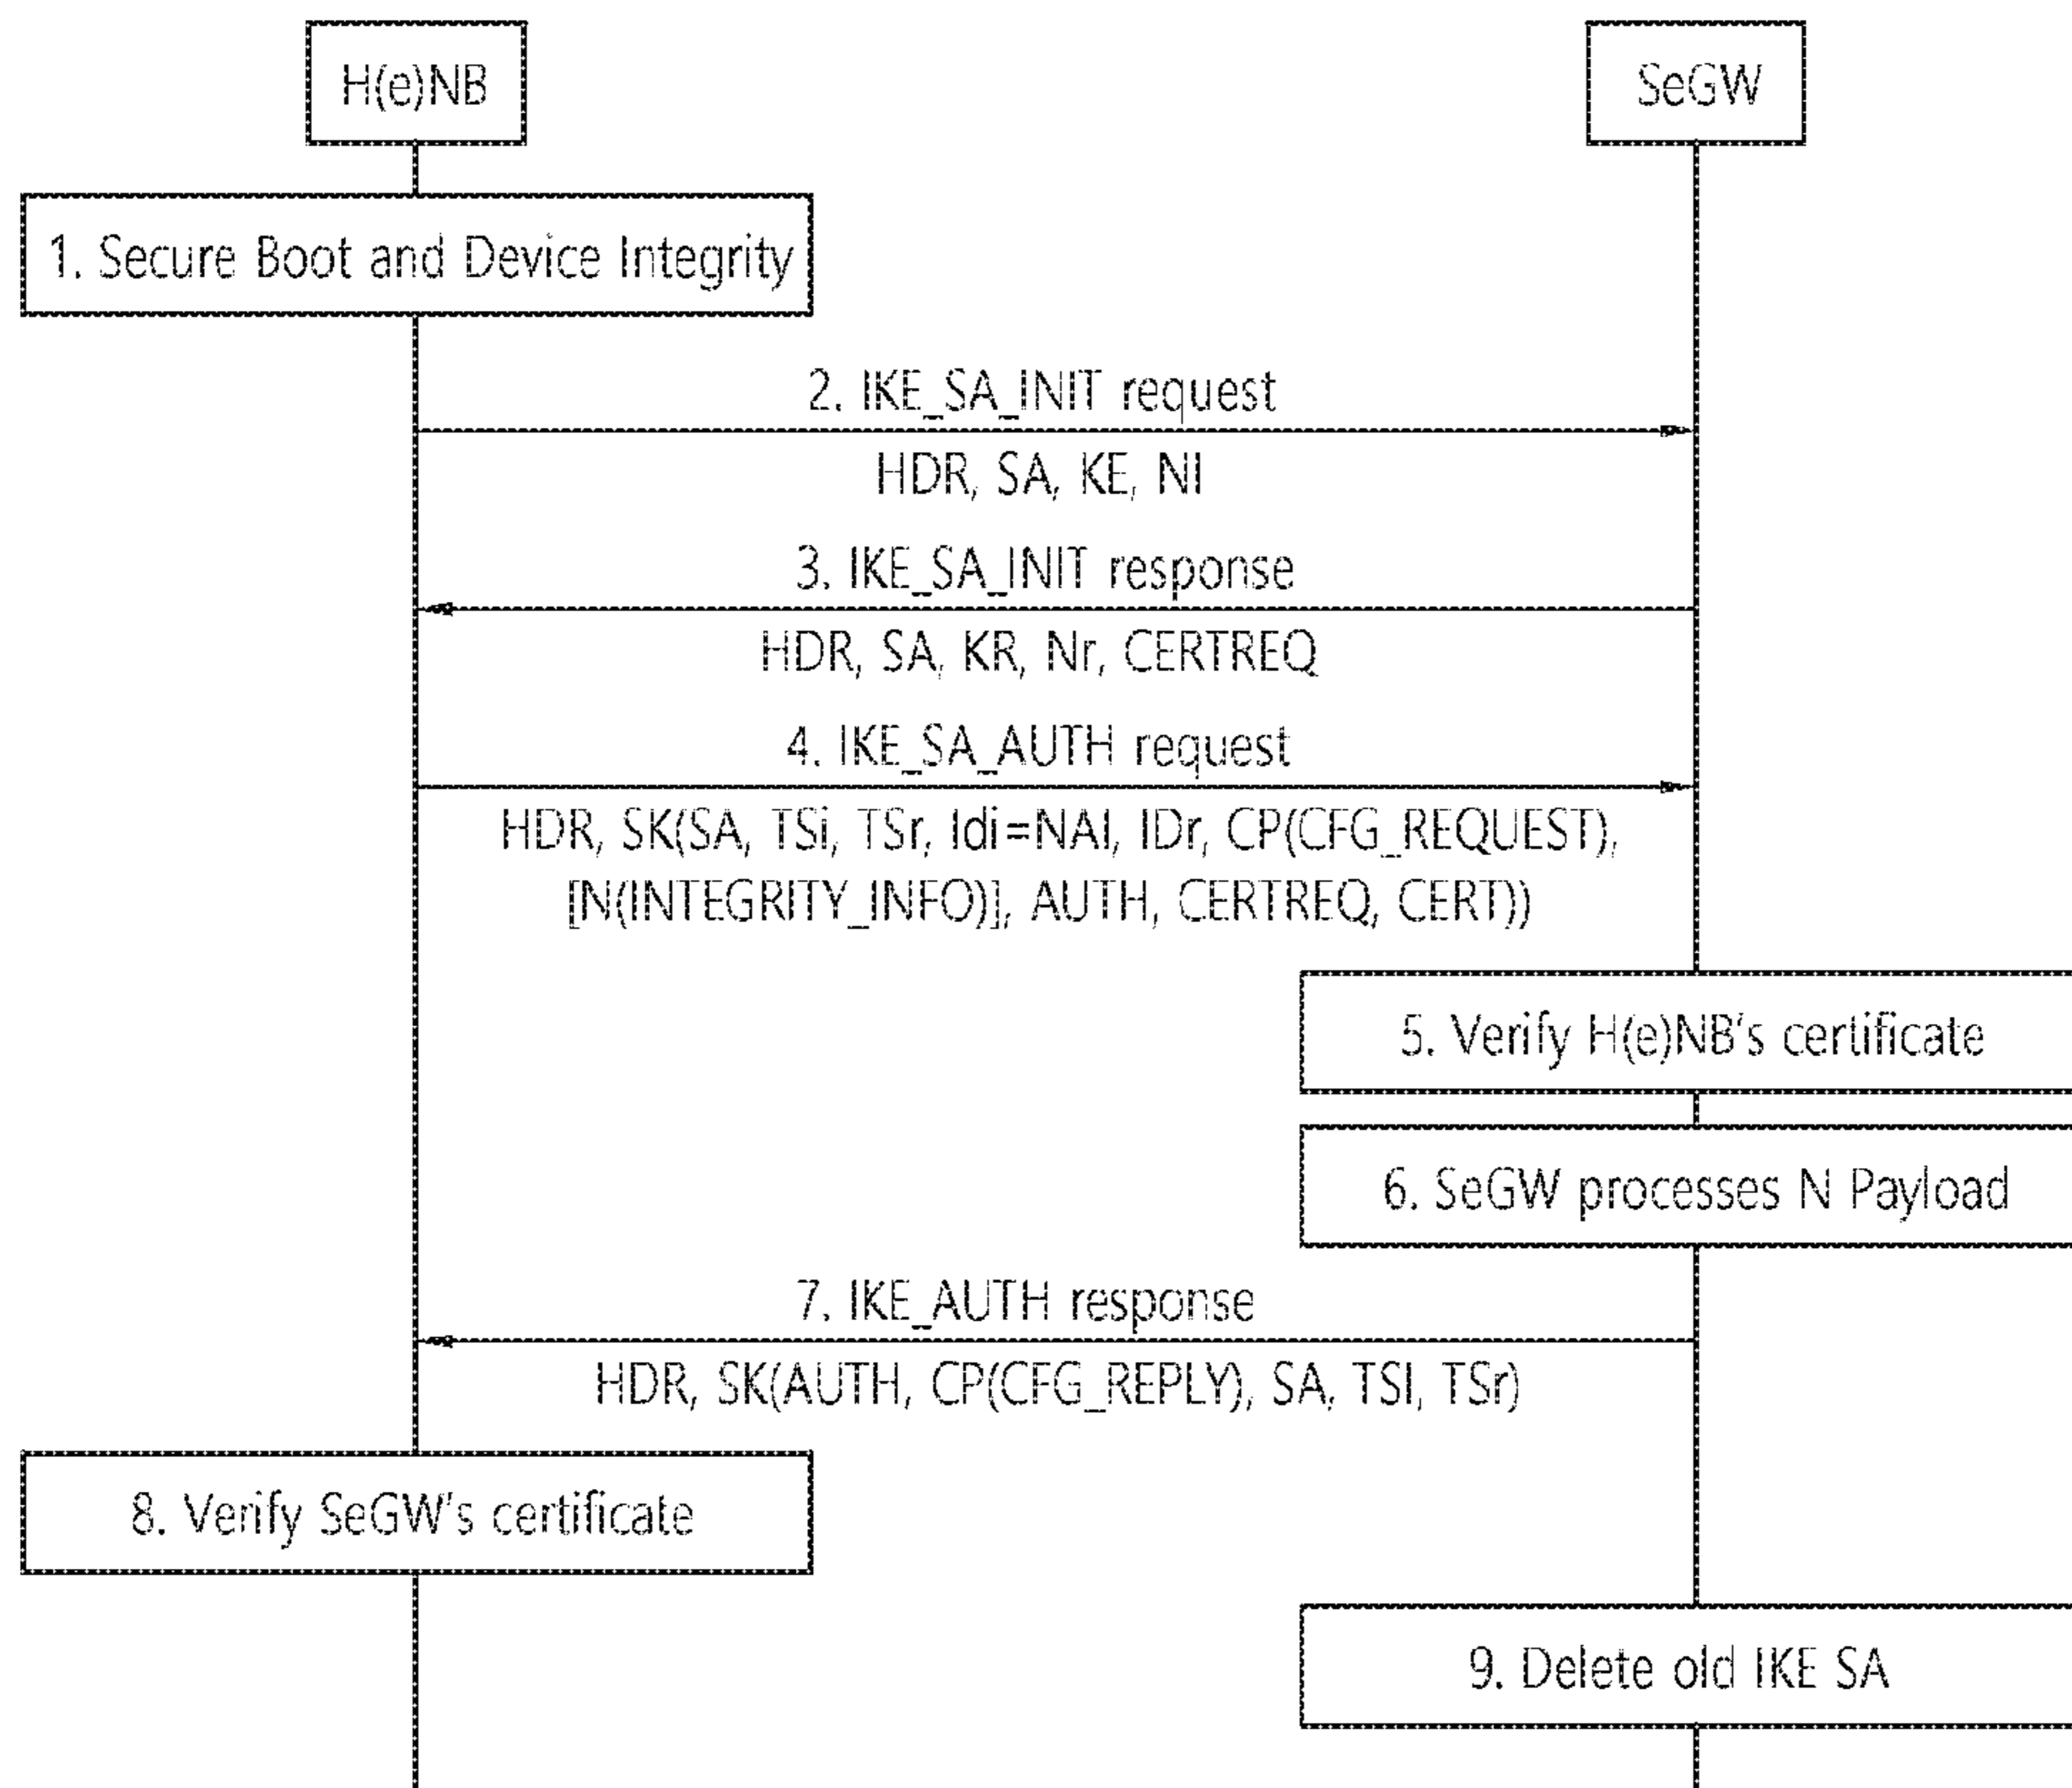 H(e)NB
SeGW
1. Secure Boot and Device Integrity
2. IKE_SA_INIT request
HDR, SA, KE, NI
3. IKE_SA_INIT response
HDR, SA, KR, Nr, CERTREQ
4. IKE_SA_AUTH request
HDR, SK(SA, TSi, TSr, Idi=NAI, IDr, CP(CFG_REQUEST),
[N(INTEGRITY_INFO)], AUTH, CERTREQ, CERT))
5. Verify H(e)NB's certificate
6. SeGW processes N Payload
7. IKE_AUTH response
HDR, SK(AUTH, CP(CFG_REPLY), SA, TSI, TSr)
8. Verify SeGW's certificate
9. Delete old IKE SA